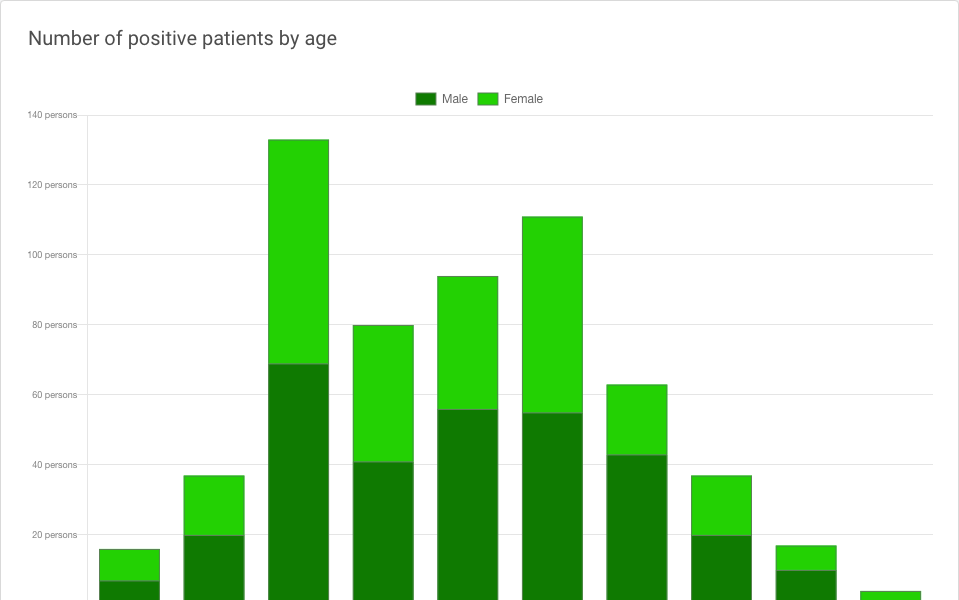 Number of positive patients by age
Male Female
140 persons
120 persons
100 persons
80 persons
60 persons
40 persons
20 persons